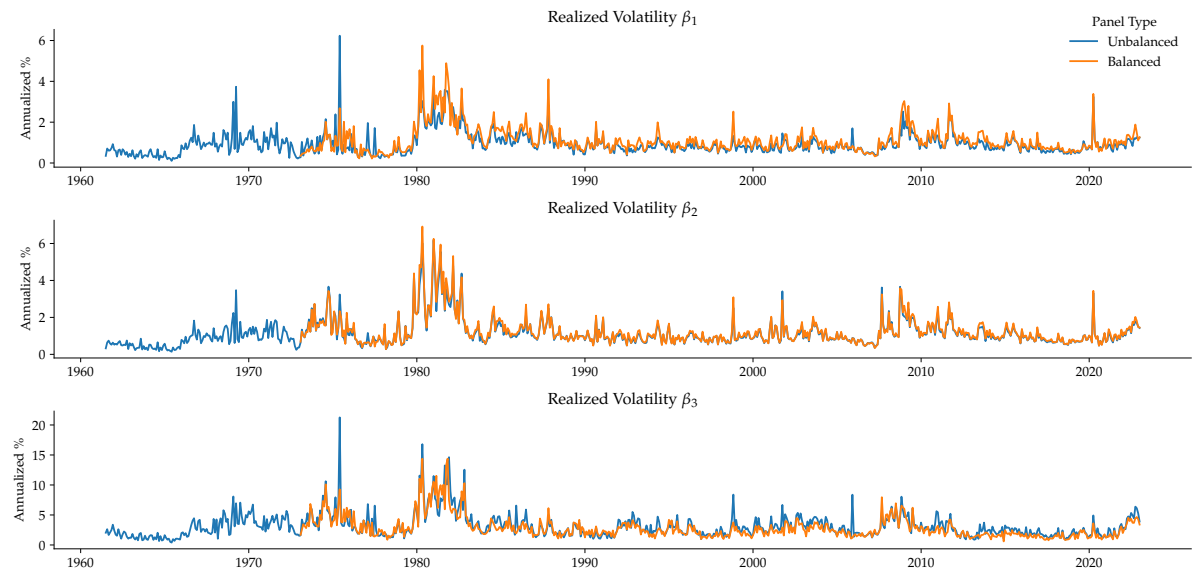 Realized Volatility β₁
Panel Type
Unbalanced
Balanced
Annualized %
6
4
2
0
1960 1970 1980 1990 2000 2010 2020
Realized Volatility β₂
Annualized %
6
4
2
0
1960 1970 1980 1990 2000 2010 2020
Realized Volatility β₃
Annualized %
20
15
10
5
0
1960 1970 1980 1990 2000 2010 2020